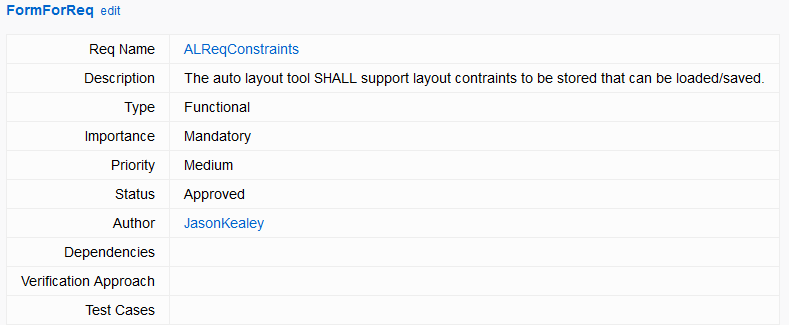 FormForReq edit
Req Name ALReqConstraints
Description The auto layout tool SHALL support layout contraints to be stored that can be loaded/saved.
Type Functional
Importance Mandatory
Priority Medium
Status Approved
Author JasonKealey
Dependencies
Verification Approach
Test Cases